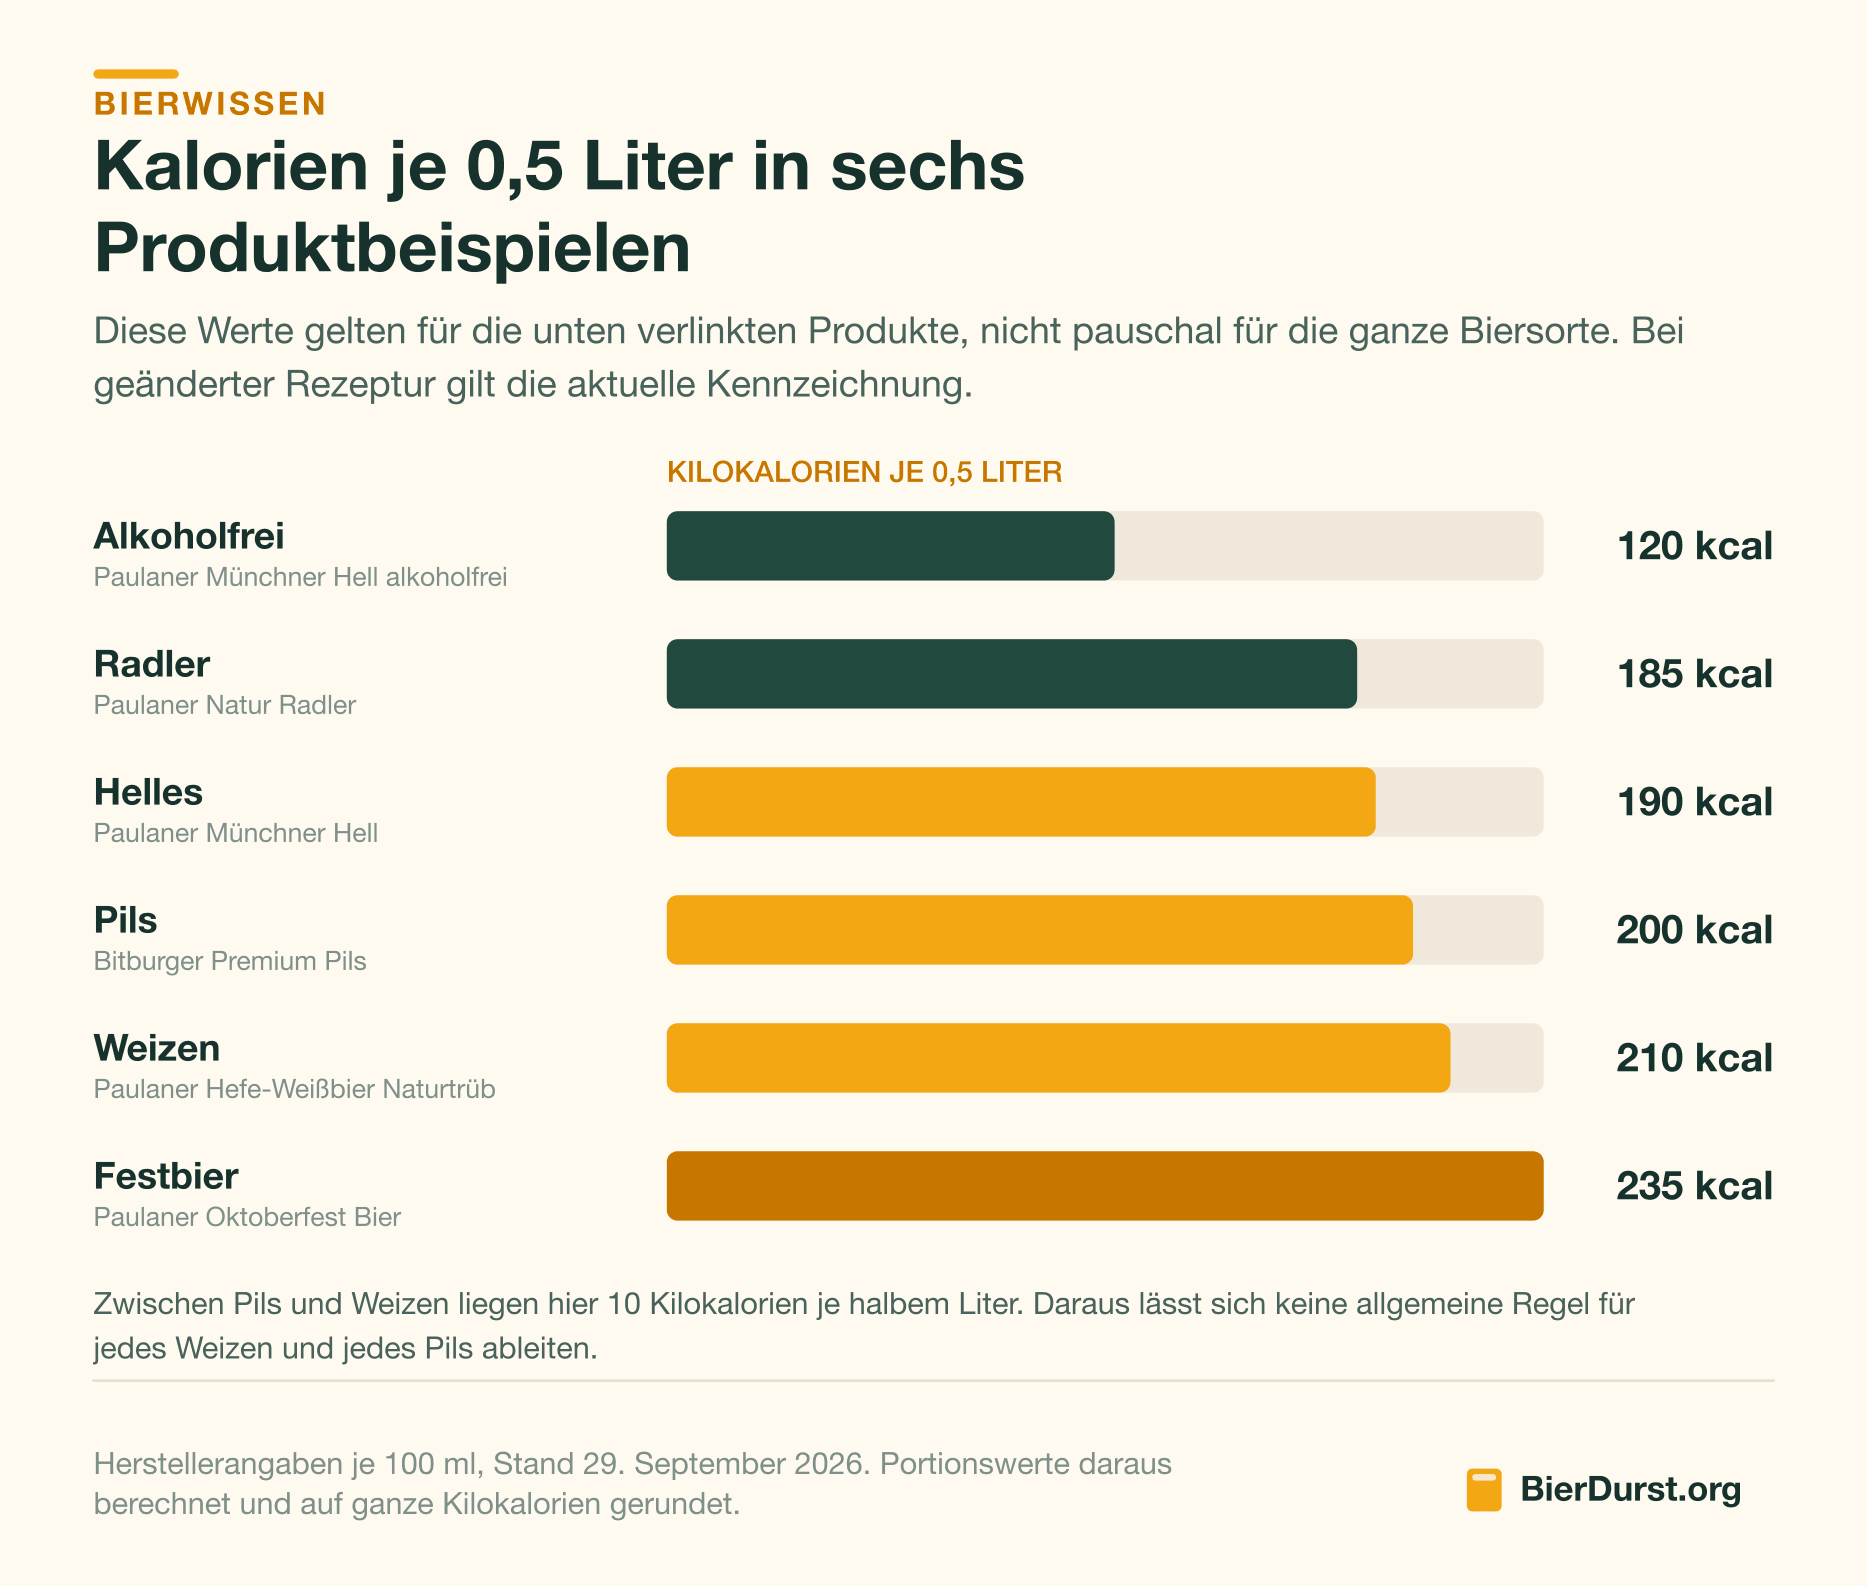 BIERWISSEN
Kalorien je 0,5 Liter in sechs
Produktbeispielen
Diese Werte gelten für die unten verlinkten Produkte, nicht pauschal für die ganze Biersorte. Bei
geänderter Rezeptur gilt die aktuelle Kennzeichnung.
KILOKALORIEN JE 0,5 LITER
Alkoholfrei
Paulaner Münchner Hell alkoholfrei
120 kcal
Radler
Paulaner Natur Radler
185 kcal
Helles
Paulaner Münchner Hell
190 kcal
Pils
Bitburger Premium Pils
200 kcal
Weizen
Paulaner Hefe-Weißbier Naturtrüb
210 kcal
Festbier
Paulaner Oktoberfest Bier
235 kcal
Zwischen Pils und Weizen liegen hier 10 Kilokalorien je halbem Liter. Daraus lässt sich keine allgemeine Regel für
jedes Weizen und jedes Pils ableiten.
Herstellerangaben je 100 ml, Stand 29. September 2026. Portionswerte daraus
berechnet und auf ganze Kilokalorien gerundet.
BierDurst.org